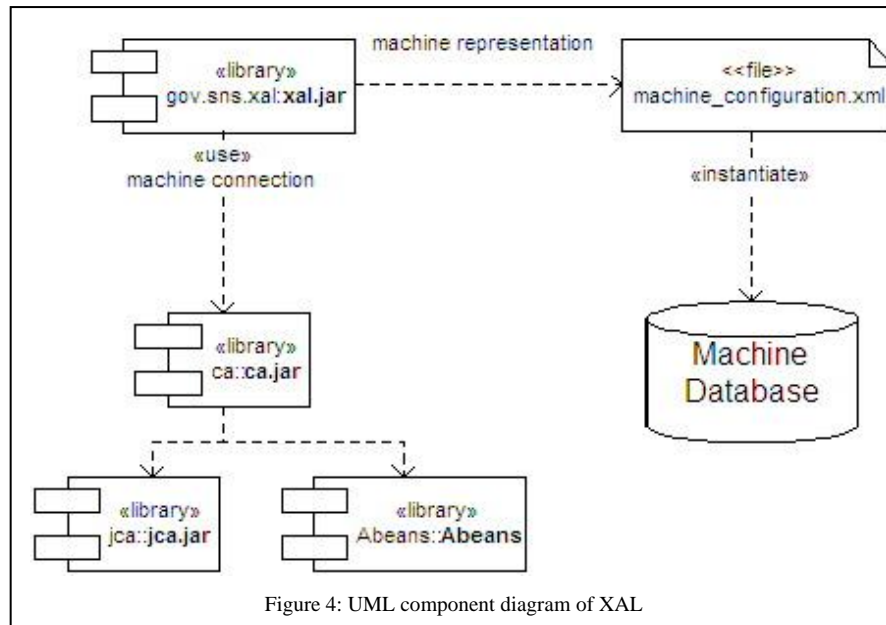 machine representation
«library»
gov.sns.xal:xal.jar
<<file>>
machine_configuration.xml
«use»
machine connection
«instantiate»
«library»
ca::ca.jar
Machine
Database
«library»
jca::jca.jar
«library»
Abeans::Abeans
Figure 4: UML component diagram of XAL